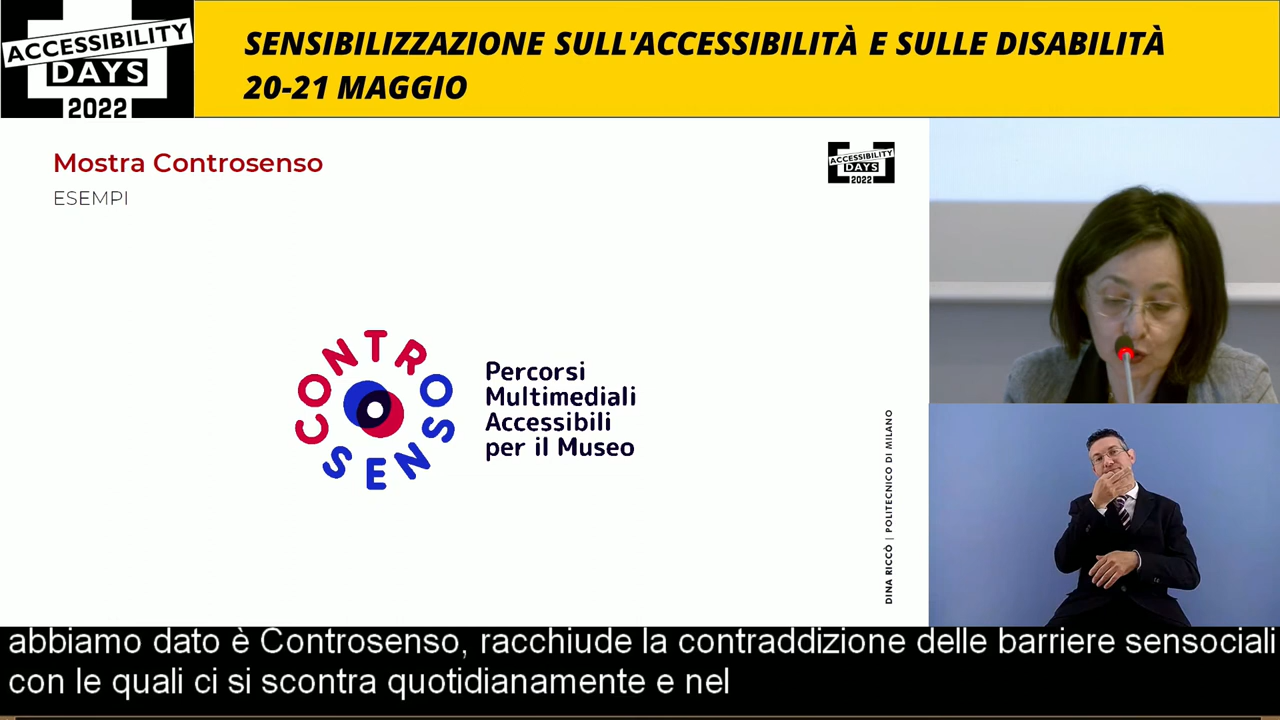 ACCESSIBILITY
DAYS
2022
SENSIBILIZZAZIONE SULL'ACCESSIBILITÀ E SULLE DISABILITÀ
20-21 MAGGIO
Mostra Controsenso
ESEMPI
ACCESSIBILITY
DAYS
2022
CONTROSENSO
Percorsi
Multimediali
Accessibili
per il Museo
DINA RICCÒ | POLITECNICO DI MILANO
abbiamo dato è Controsenso, racchiude la contraddizione delle barriere sensociali
con le quali ci si scontra quotidianamente e nel